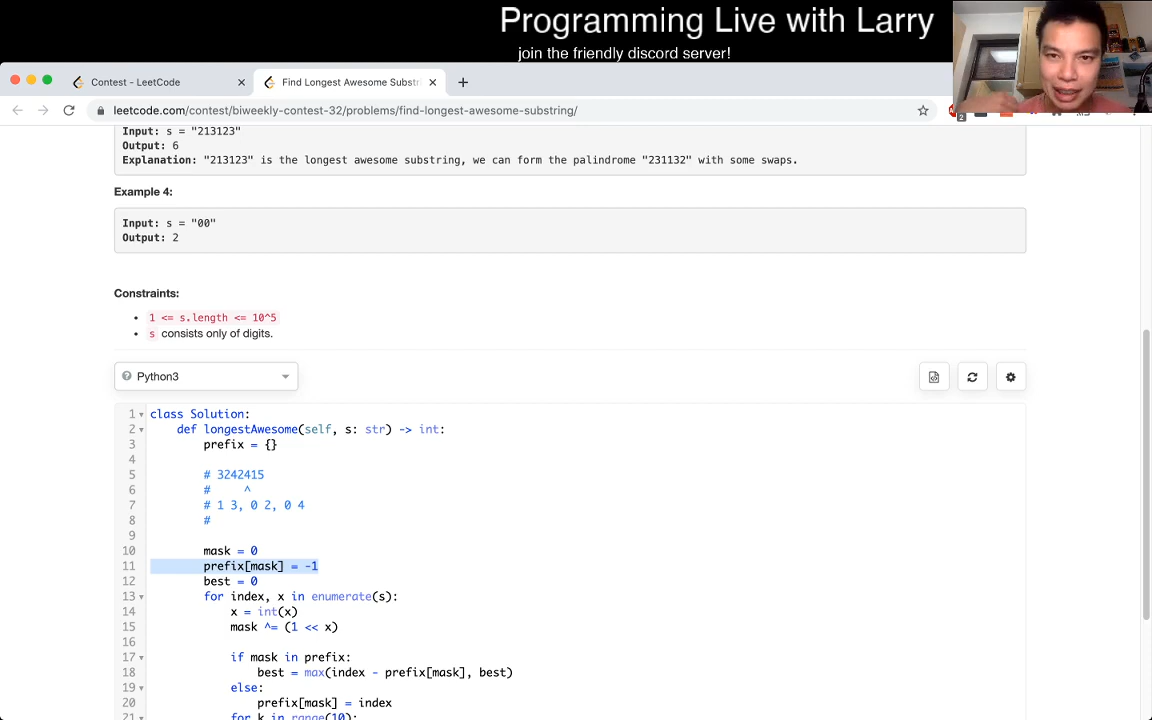 Programming Live with Larry
join the friendly discord server!
Contest - LeetCode
Find Longest Awesome Substr
leetcode.com/contest/biweekly-contest-32/problems/find-longest-awesome-substring/
2
Input: s = "213123"
Output: 6
Explanation: "213123" is the longest awesome substring, we can form the palindrome "231132" with some swaps.
Example 4:
Input: s = "00"
Output: 2
Constraints:
1 <= s.length <= 10^5
s consists only of digits.
Python3
1 class Solution:
2 def longestAwesome(self, s: str) -> int:
3 prefix = {}
4
5 # 3242415
6 # ^
7 # 1 3, 0 2, 0 4
8 #
9
10 mask = 0
11 prefix[mask] = -1
12 best = 0
13 for index, x in enumerate(s):
14 x = int(x)
15 mask ^= (1 << x)
16
17 if mask in prefix:
18 best = max(index - prefix[mask], best)
19 else:
20 prefix[mask] = index
21 for k in range(10):